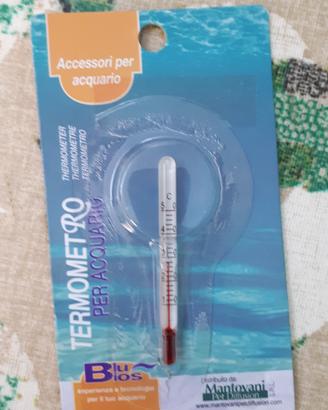 Accessori per
acquario
THERMOMETER
THERMOMETRE
TERMOMETRO
TERMOMETRO
PER ACQUARIO
Blu
Bios
esperienza e tecnologia
per il tuo acquario
Distribuito da
Mantovani
Pet Diffusion
www.mantovanipetdiffusion.com